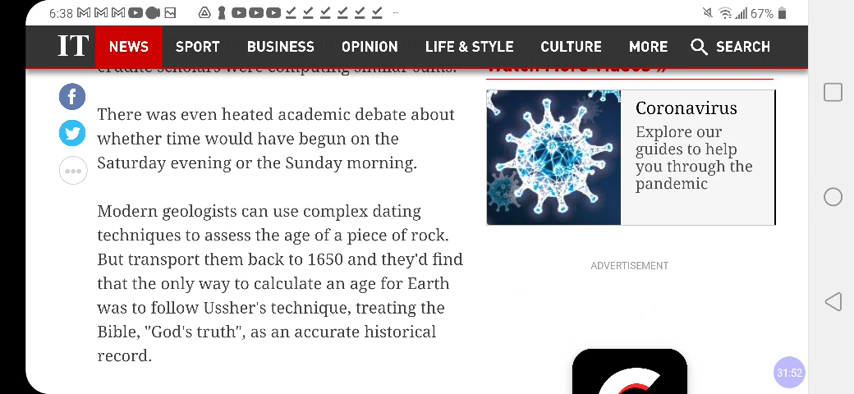 6:38
67%
IT NEWS SPORT BUSINESS OPINION LIFE & STYLE CULTURE MORE SEARCH
There was even heated academic debate about
whether time would have begun on the
Saturday evening or the Sunday morning.
Modern geologists can use complex dating
techniques to assess the age of a piece of rock.
But transport them back to 1650 and they'd find
that the only way to calculate an age for Earth
was to follow Ussher's technique, treating the
Bible, "God's truth", as an accurate historical
record.
Coronavirus
Explore our
guides to help
you through the
pandemic
ADVERTISEMENT
31:52